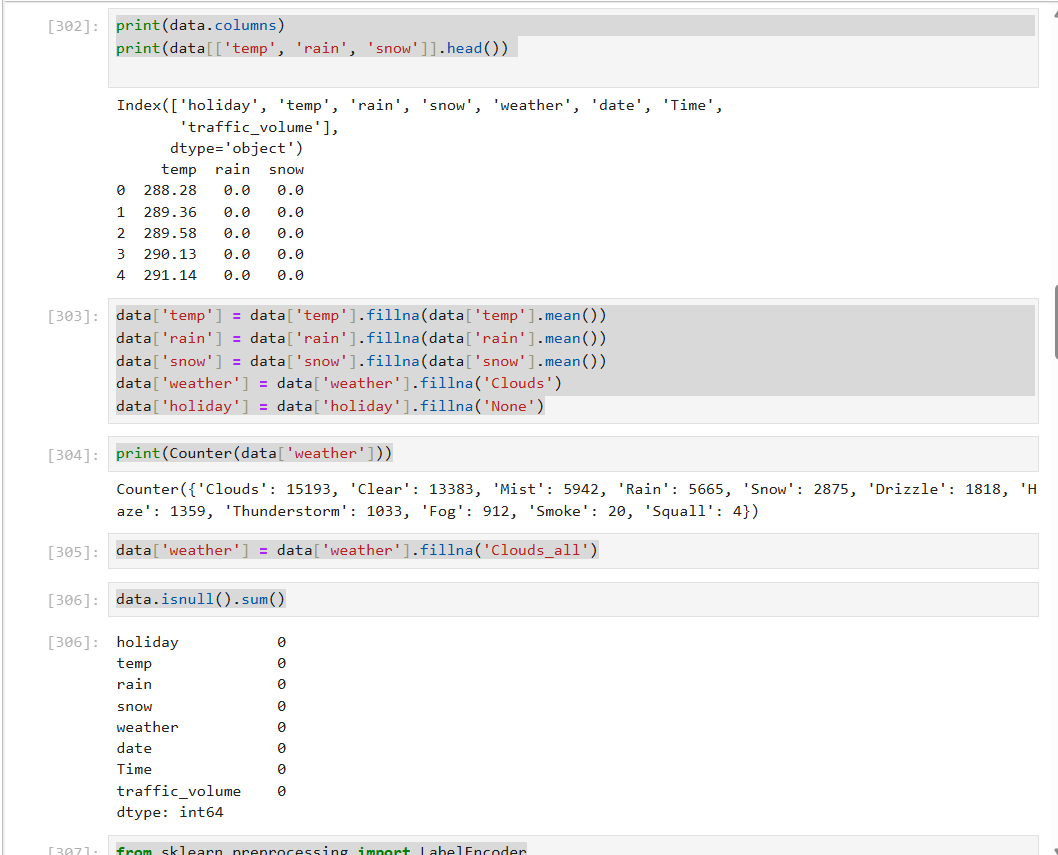 [302]: print(data.columns)
print(data[['temp', 'rain', 'snow']].head())
Index(['holiday', 'temp', 'rain', 'snow', 'weather', 'date', 'Time',
'traffic_volume'],
dtype='object')
temp rain snow
0 288.28 0.0 0.0
1 289.36 0.0 0.0
2 289.58 0.0 0.0
3 290.13 0.0 0.0
4 291.14 0.0 0.0
[303]: data['temp'] = data['temp'].fillna(data['temp'].mean())
data['rain'] = data['rain'].fillna(data['rain'].mean())
data['snow'] = data['snow'].fillna(data['snow'].mean())
data['weather'] = data['weather'].fillna('Clouds')
data['holiday'] = data['holiday'].fillna('None')
[304]: print(Counter(data['weather']))
Counter({'Clouds': 15193, 'Clear': 13383, 'Mist': 5942, 'Rain': 5665, 'Snow': 2875, 'Drizzle': 1818, 'H
aze': 1359, 'Thunderstorm': 1033, 'Fog': 912, 'Smoke': 20, 'Squall': 4})
[305]: data['weather'] = data['weather'].fillna('Clouds_all')
[306]: data.isnull().sum()
[306]: holiday 0
temp 0
rain 0
snow 0
weather 0
date 0
Time 0
traffic_volume 0
dtype: int64
[307]: from sklearn.preprocessing import LabelEncoder